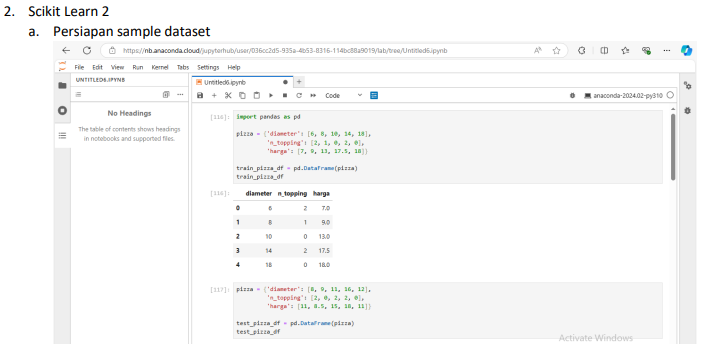 2. Scikit Learn 2
a. Persiapan sample dataset
https://nb.anaconda.cloud/jupyterhub/user/036cc2d5-935a-4b53-8316-114bc88a9019/lab/tree/Untitled6.ipynb
File Edit View Run Kernel Tabs Settings Help
UNTITLED6.IPYNB
Untitled6.ipynb
Code
anaconda-2024.02-py310
No Headings
The table of contents shows headings
in notebooks and supported files.
[116]: import pandas as pd
pizza = {'diameter': [6, 8, 10, 14, 18],
'n_topping': [2, 1, 0, 2, 0],
'harga': [7, 9, 13, 17.5, 18]}
train_pizza_df = pd.DataFrame(pizza)
train_pizza_df
[116]: diameter n_topping harga
0 6 2 7.0
1 8 1 9.0
2 10 0 13.0
3 14 2 17.5
4 18 0 18.0
[117]: pizza = {'diameter': [8, 9, 11, 16, 12],
'n_topping': [2, 0, 2, 2, 0],
'harga': [11, 8.5, 15, 18, 11]}
test_pizza_df = pd.DataFrame(pizza)
test_pizza_df
Activate Windows